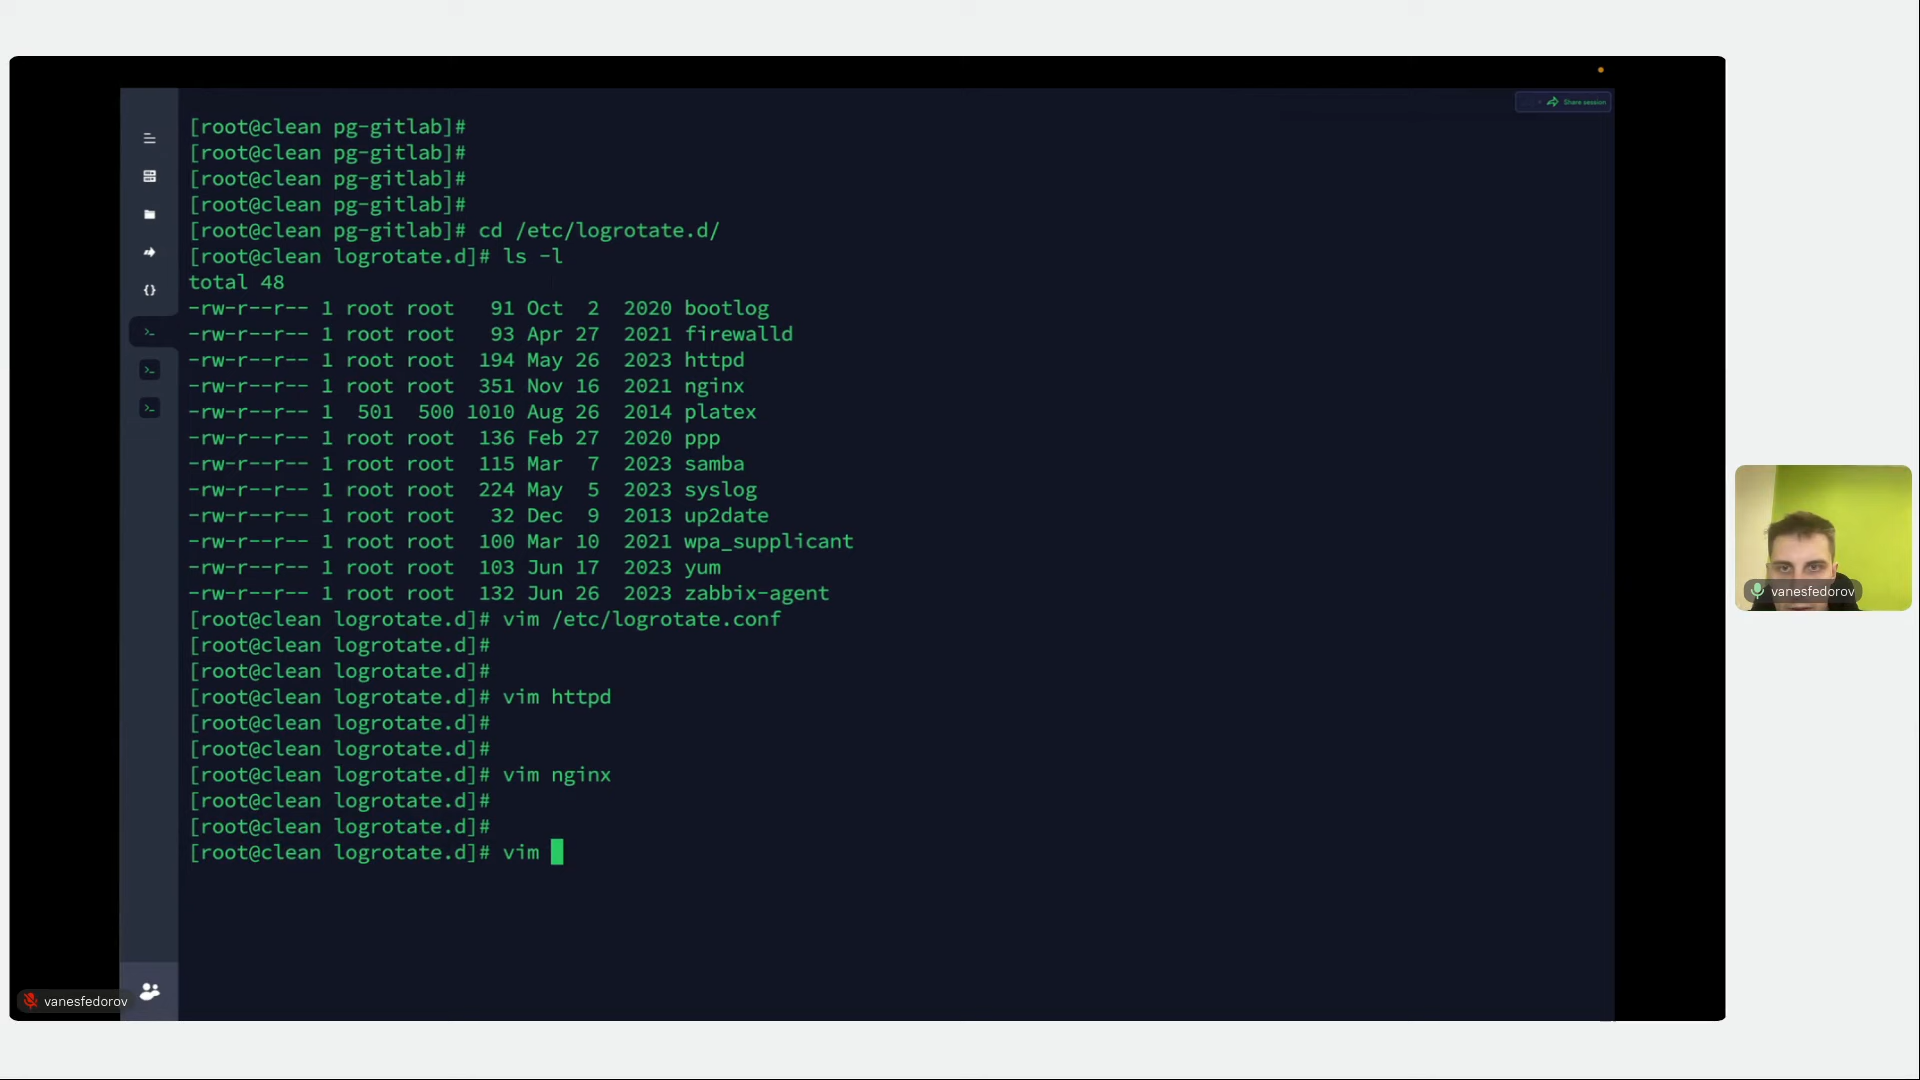 Share session
[root@clean pg-gitlab]#
[root@clean pg-gitlab]#
[root@clean pg-gitlab]#
[root@clean pg-gitlab]#
[root@clean pg-gitlab]# cd /etc/logrotate.d/
[root@clean logrotate.d]# ls -l
total 48
-rw-r--r-- 1 root root   91 Oct  2  2020 bootlog
-rw-r--r-- 1 root root   93 Apr 27  2021 firewalld
-rw-r--r-- 1 root root  194 May 26  2023 httpd
-rw-r--r-- 1 root root  351 Nov 16  2021 nginx
-rw-r--r-- 1  501  500 1010 Aug 26  2014 platex
-rw-r--r-- 1 root root  136 Feb 27  2020 ppp
-rw-r--r-- 1 root root  115 Mar  7  2023 samba
-rw-r--r-- 1 root root  224 May  5  2023 syslog
-rw-r--r-- 1 root root   32 Dec  9  2013 up2date
-rw-r--r-- 1 root root  100 Mar 10  2021 wpa_supplicant
-rw-r--r-- 1 root root  103 Jun 17  2023 yum
-rw-r--r-- 1 root root  132 Jun 26  2023 zabbix-agent
[root@clean logrotate.d]# vim /etc/logrotate.conf
[root@clean logrotate.d]#
[root@clean logrotate.d]#
[root@clean logrotate.d]# vim httpd
[root@clean logrotate.d]#
[root@clean logrotate.d]#
[root@clean logrotate.d]# vim nginx
[root@clean logrotate.d]#
[root@clean logrotate.d]#
[root@clean logrotate.d]# vim
vanesfedorov
vanesfedorov